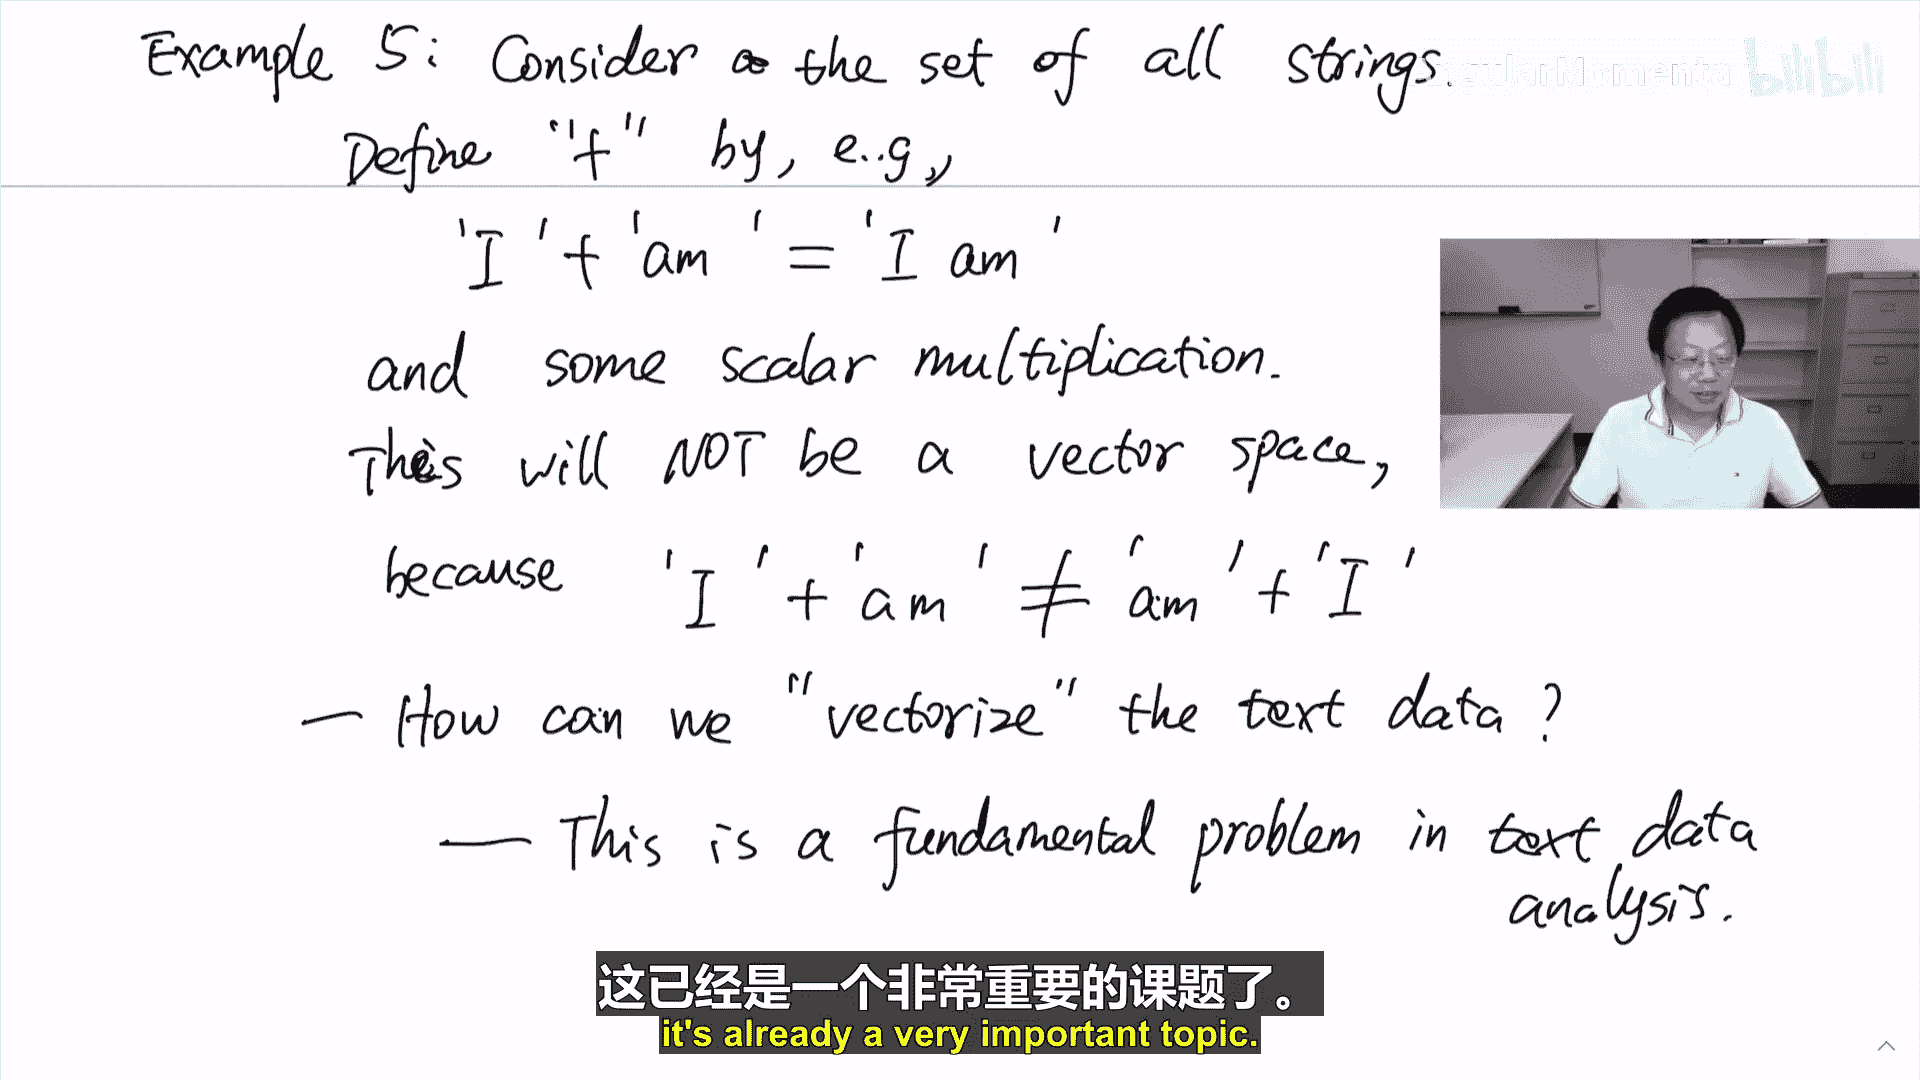 Example 5: Consider the set of all strings.
gularMomenta bilibili
Define "+" by, e..g,
'I' + 'am' = 'I am'
and some scalar multiplication.
This will NOT be a vector space,
because 'I' + 'am' ≠ 'am' + 'I'
— How can we "vectorize" the text data?
— This is a fundamental problem in text data
analysis.
这已经是一个非常重要的课题了。
it's already a very important topic.